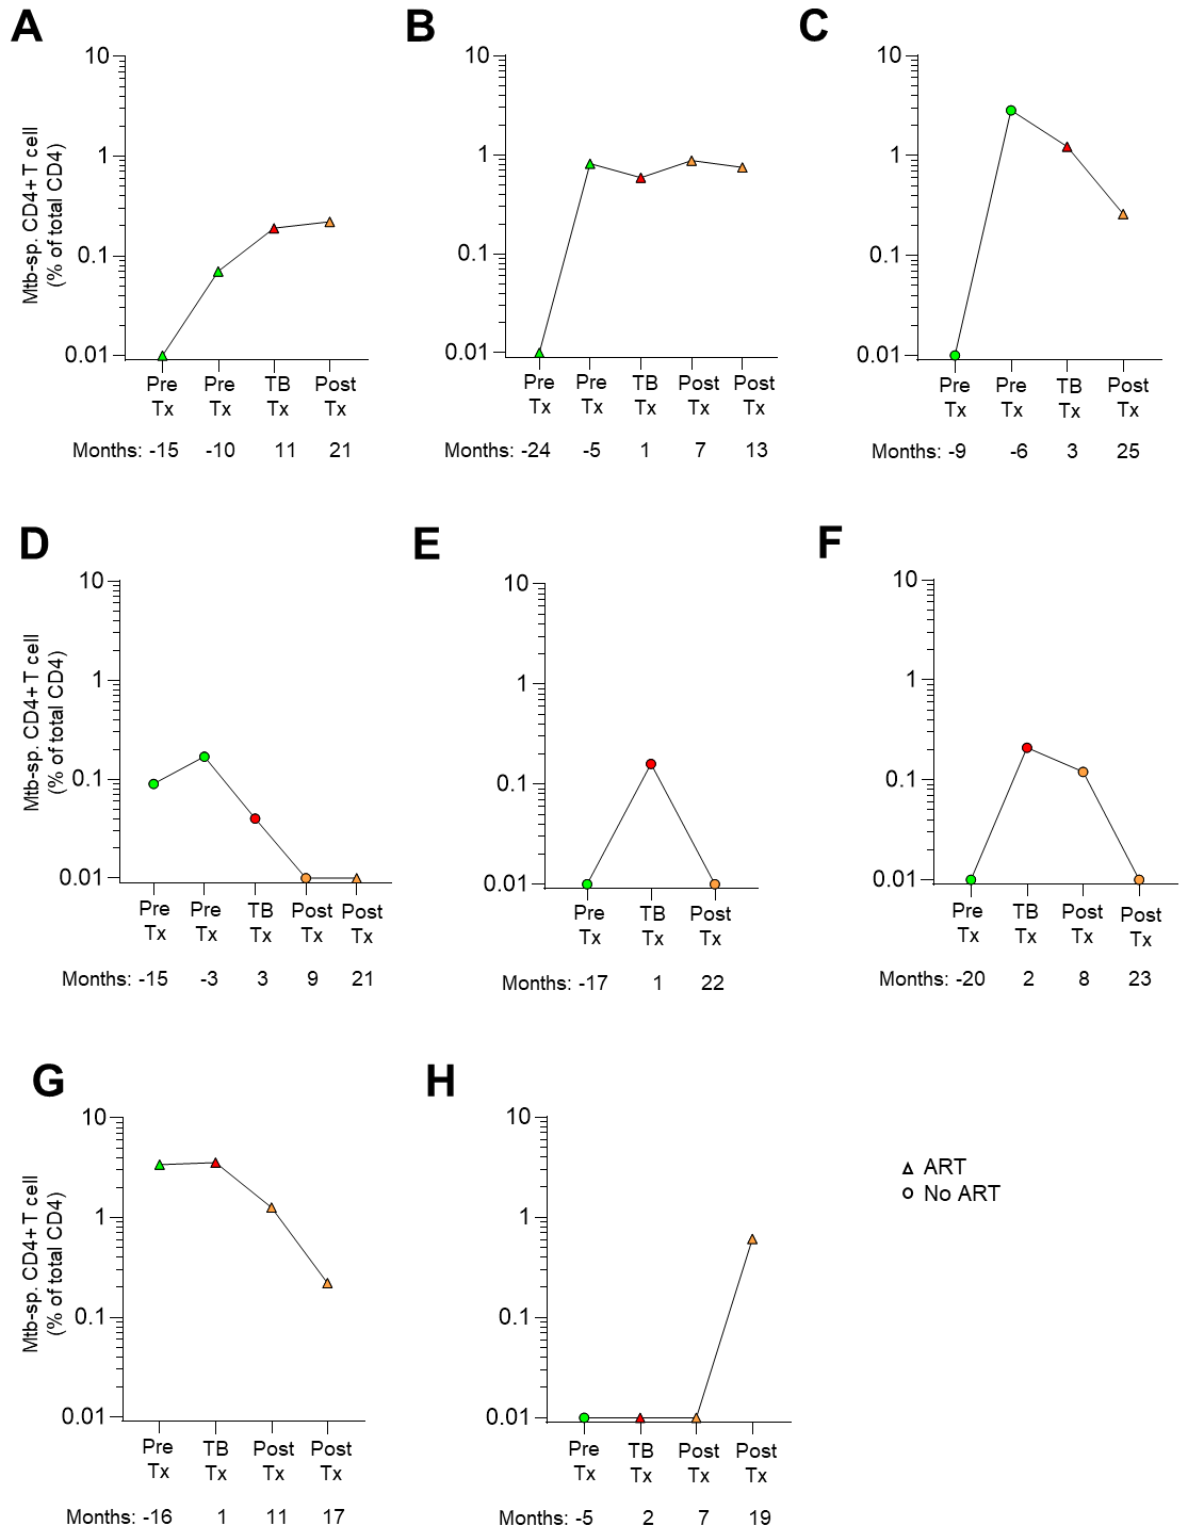 A
Mtb-sp. CD4+ T cell
(% of total CD4)
10
1
0.1
0.01
Pre Pre TB Post
Tx Tx Tx Tx
Months: -15 -10 11 21
B
10
1
0.1
0.01
Pre Pre TB Post Post
Tx Tx Tx Tx Tx
Months: -24 -5 1 7 13
C
10
1
0.1
0.01
Pre Pre TB Post
Tx Tx Tx Tx
Months: -9 -6 3 25
D
Mtb-sp. CD4+ T cell
(% of total CD4)
10
1
0.1
0.01
Pre Pre TB Post Post
Tx Tx Tx Tx Tx
Months: -15 -3 3 9 21
E
10
1
0.1
0.01
Pre TB Post
Tx Tx Tx
Months: -17 1 22
F
10
1
0.1
0.01
Pre TB Post Post
Tx Tx Tx Tx
Months: -20 2 8 23
G
Mtb-sp. CD4+ T cell
(% of total CD4)
10
1
0.1
0.01
Pre TB Post Post
Tx Tx Tx Tx
Months: -16 1 11 17
H
10
1
0.1
0.01
Pre TB Post Post
Tx Tx Tx Tx
Months: -5 2 7 19
ART
No ART